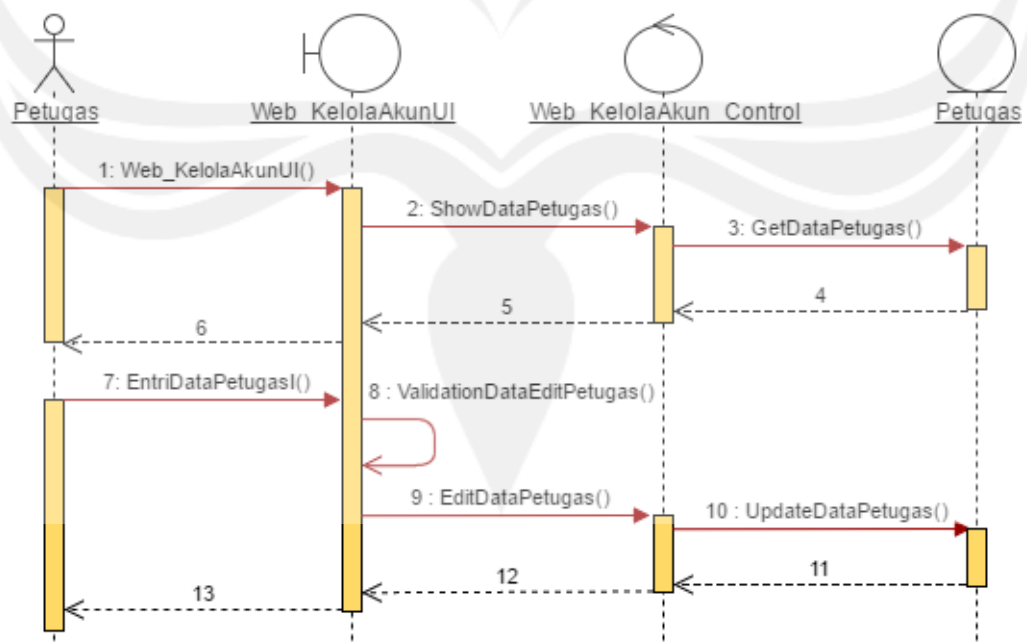 Petugas
Web_KelolaAkunUI
Web_KelolaAkun_Control
Petugas
1: Web_KelolaAkunUI()
2: ShowDataPetugas()
3: GetDataPetugas()
4
5
6
7: EntriDataPetugasI()
8 : ValidationDataEditPetugas()
9 : EditDataPetugas()
10 : UpdateDataPetugas()
11
12
13